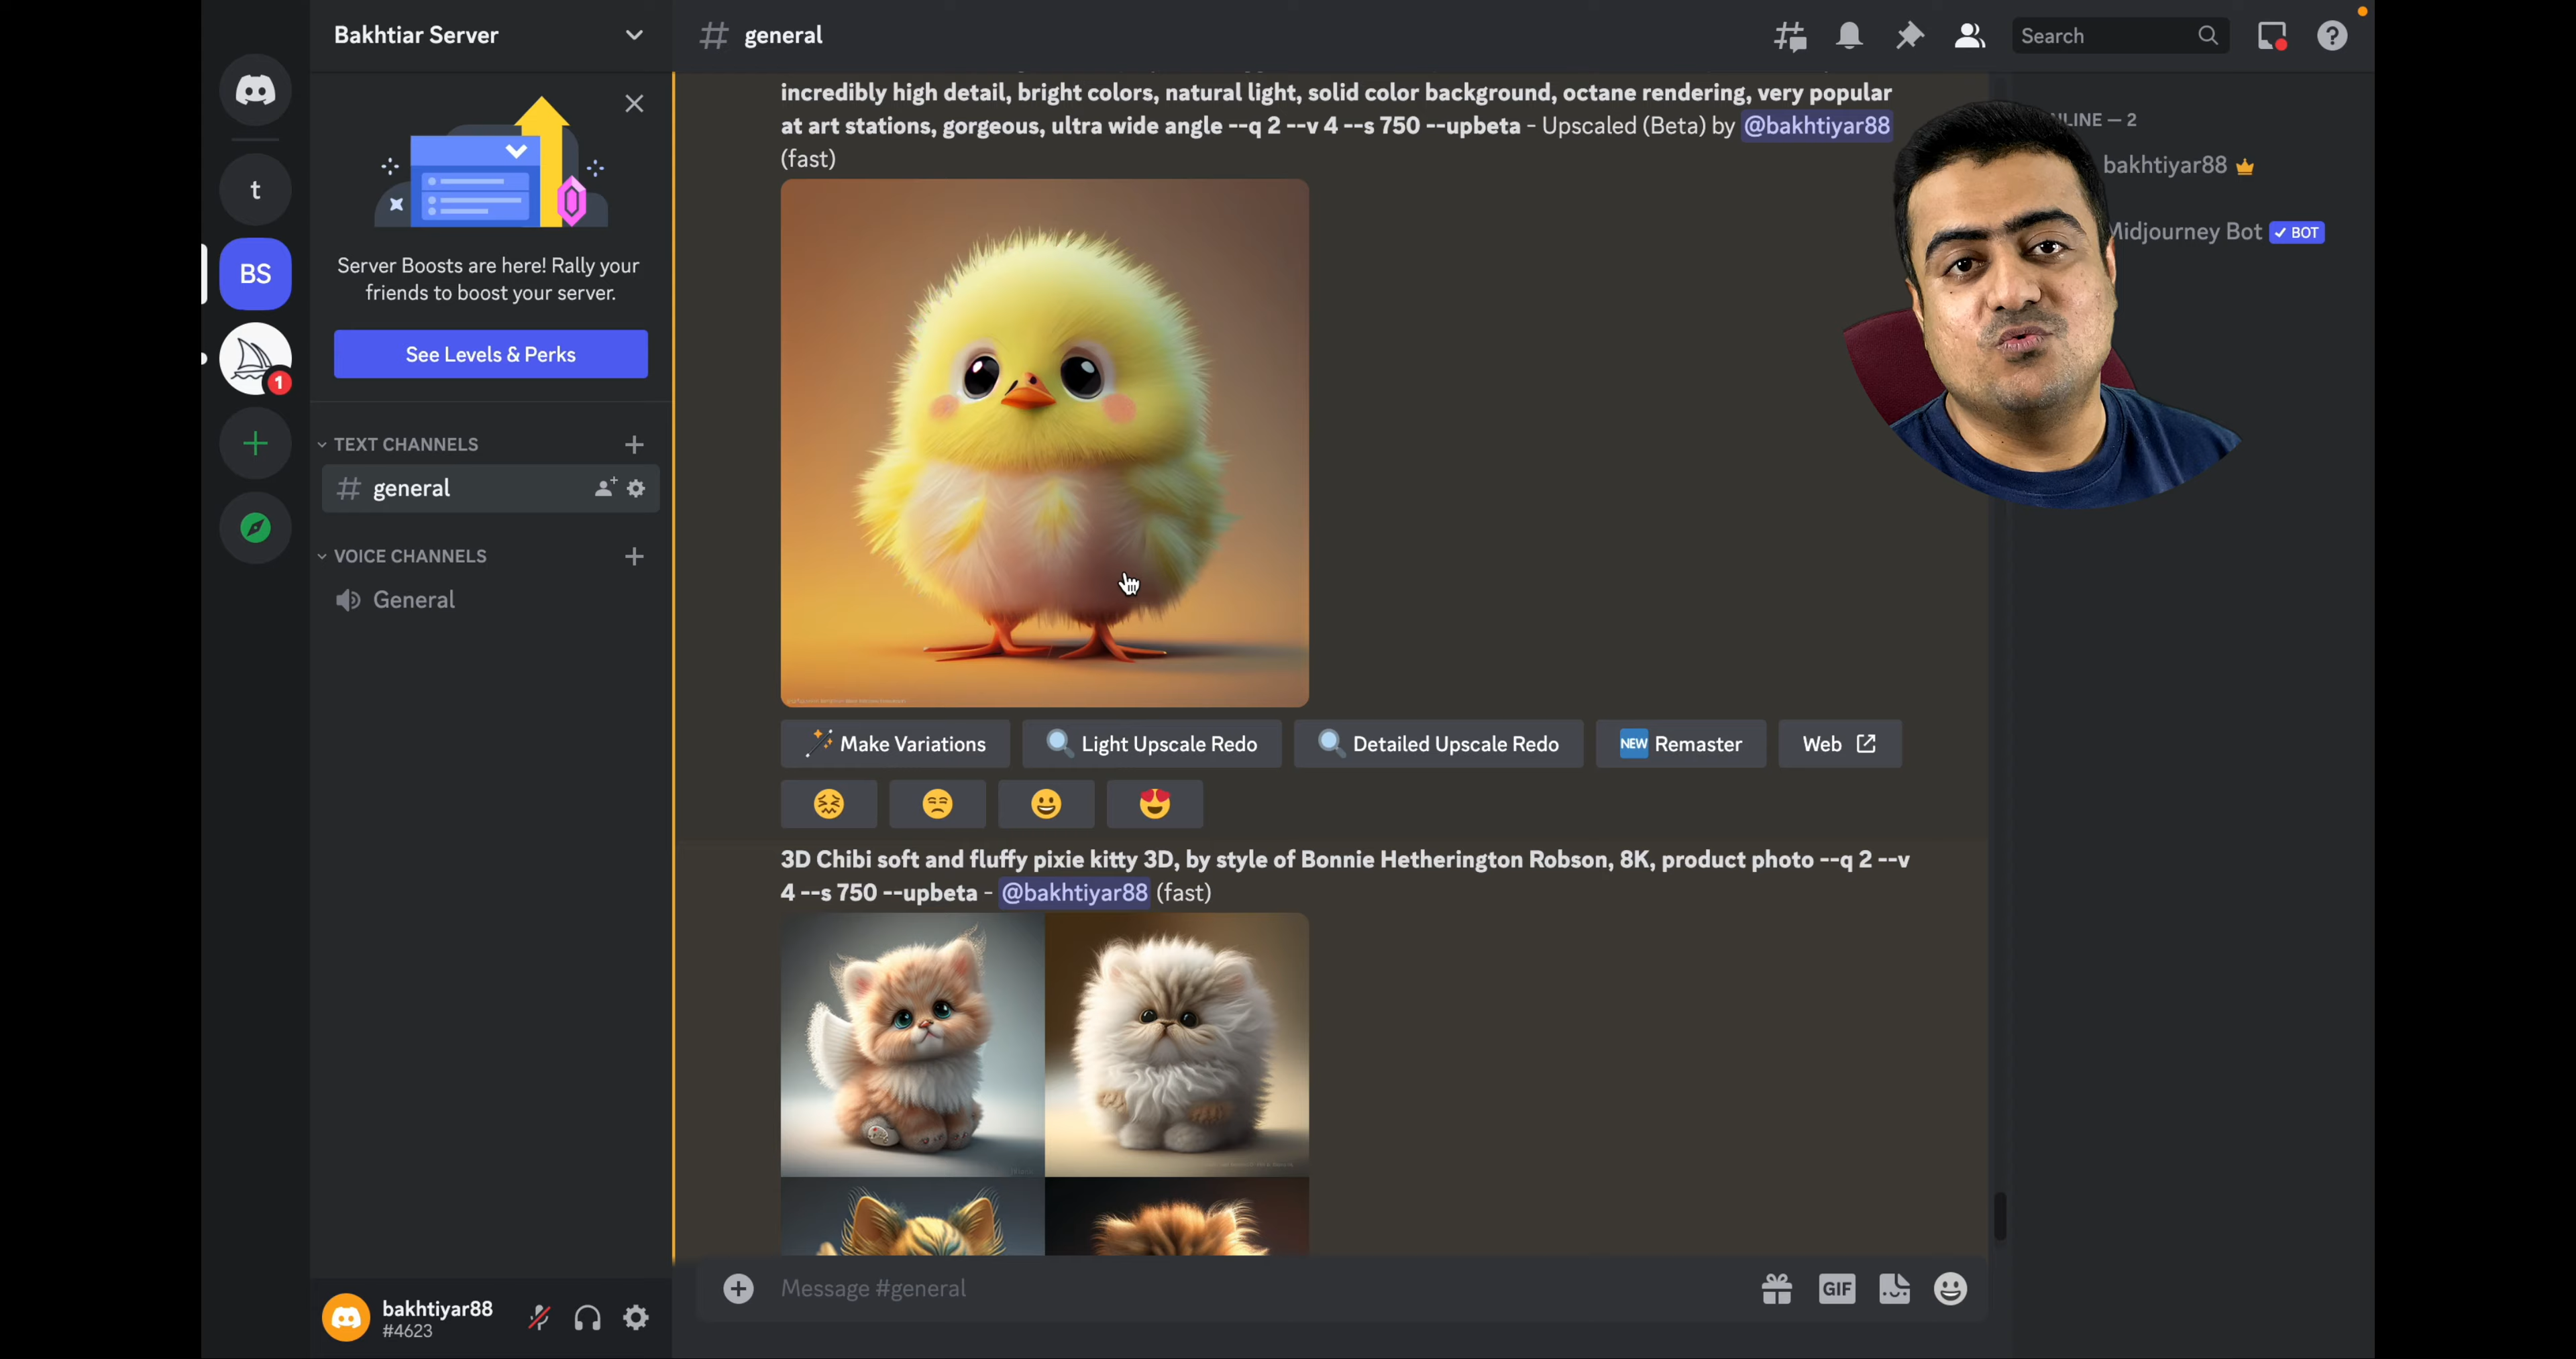 Bakhtiar Server
general
Search
t
BS
1
Server Boosts are here! Rally your
friends to boost your server.
See Levels & Perks
TEXT CHANNELS
general
VOICE CHANNELS
General
bakhtiyar88
#4623
incredibly high detail, bright colors, natural light, solid color background, octane rendering, very popular
at art stations, gorgeous, ultra wide angle --q 2 --v 4 --s 750 --upbeta - Upscaled (Beta) by @bakhtiyar88
(fast)
Make Variations
Light Upscale Redo
Detailed Upscale Redo
NEW Remaster
Web
3D Chibi soft and fluffy pixie kitty 3D, by style of Bonnie Hetherington Robson, 8K, product photo --q 2 --v
4 --s 750 --upbeta - @bakhtiyar88 (fast)
Message #general
GIF
NLINE — 2
bakhtiyar88
Midjourney Bot BOT